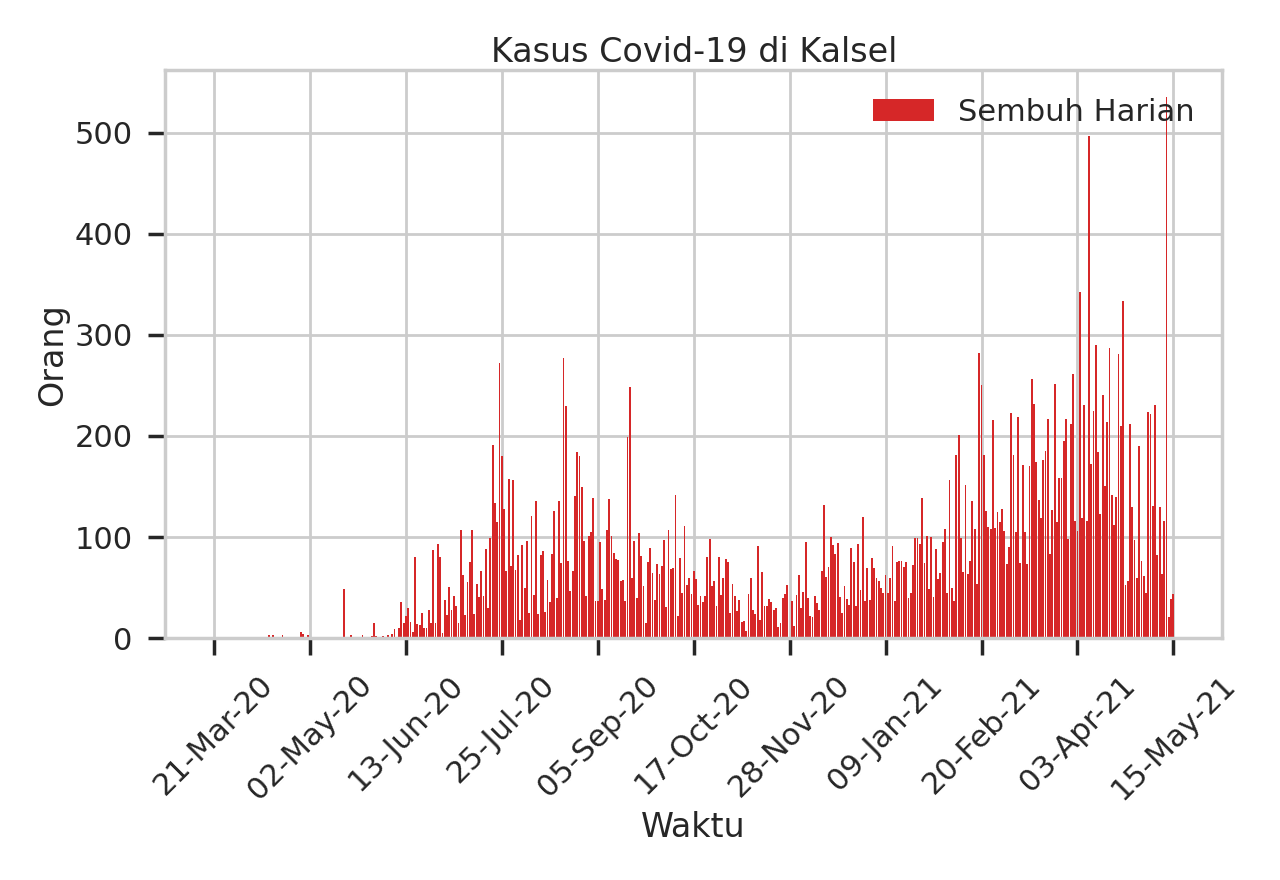 Kasus Covid-19 di Kalsel
Sembuh Harian
Orang
500
400
300
200
100
0
21-Mar-20
02-May-20
13-Jun-20
25-Jul-20
05-Sep-20
17-Oct-20
28-Nov-20
09-Jan-21
20-Feb-21
03-Apr-21
15-May-21
Waktu